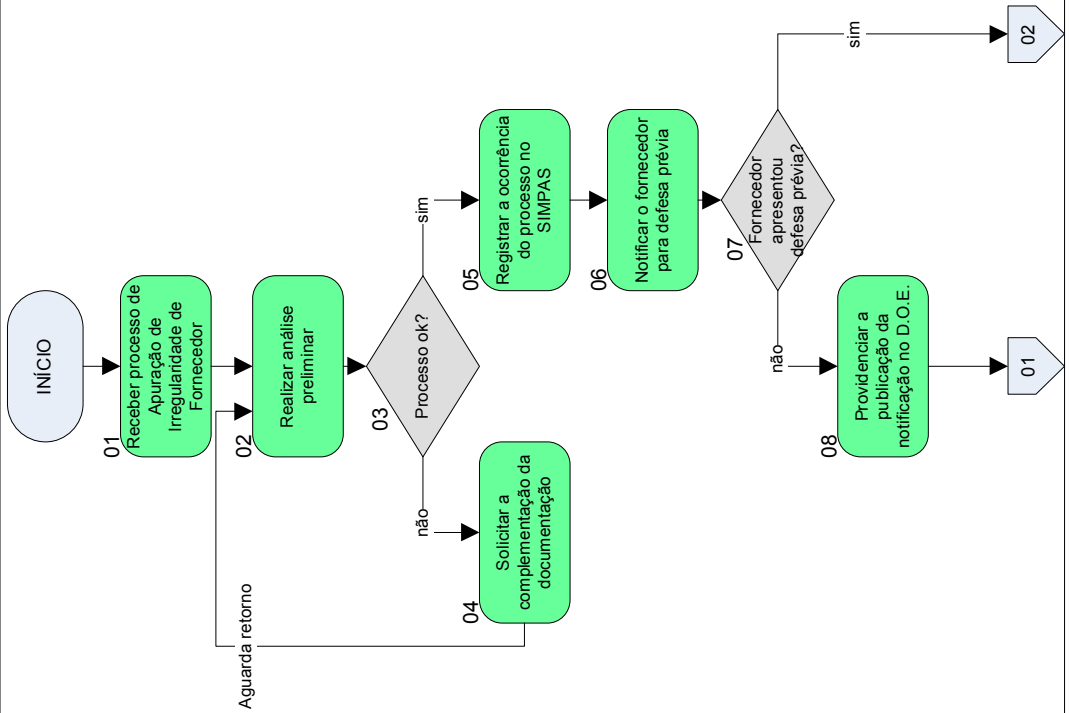 INÍCIO
01
Receber processo de
Apuração de
Irregularidade de
Fornecedor
02
Realizar análise
preliminar
03
Processo ok?
não
sim
04
Solicitar a
complementação da
documentação
Aguarda retorno
05
Registrar a ocorrência
do processo no
SIMPAS
06
Notificar o fornecedor
para defesa prévia
07
Fornecedor
apresentou
defesa prévia?
não
sim
08
Providenciar a
publicação da
notificação no D.O.E.
01
02